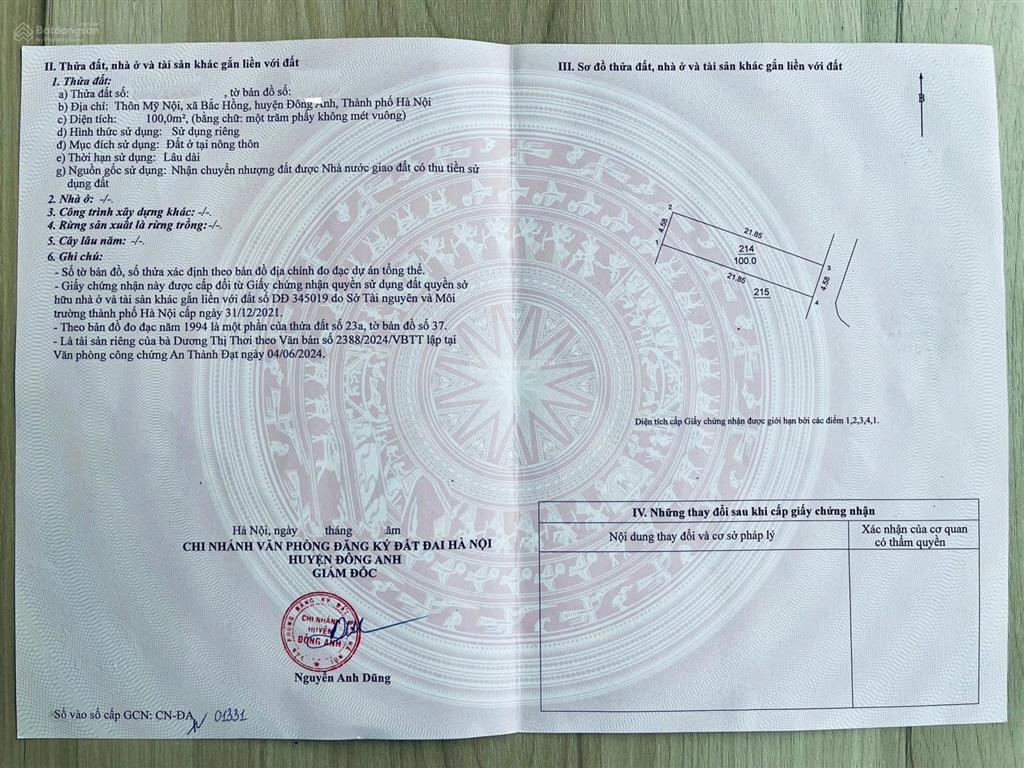 Batdongsan
II. Thửa đất, nhà ở và tài sản khác gắn liền với đất
1. Thửa đất:
a) Thửa đất số: , tờ bản đồ số:
b) Địa chỉ: Thôn Mỹ Nội, xã Bắc Hồng, huyện Đông Anh, Thành phố Hà Nội
c) Diện tích: 100,0m², (bằng chữ: một trăm phẩy không mét vuông)
d) Hình thức sử dụng: Sử dụng riêng
đ) Mục đích sử dụng: Đất ở tại nông thôn
e) Thời hạn sử dụng: Lâu dài
g) Nguồn gốc sử dụng: Nhận chuyển nhượng đất được Nhà nước giao đất có thu tiền sử
dụng đất
2. Nhà ở: -/-.
3. Công trình xây dựng khác: -/-.
4. Rừng sản xuất là rừng trồng:-/-.
5. Cây lâu năm: -/-.
6. Ghi chú:
- Số tờ bản đồ, số thửa xác định theo bản đồ địa chính đo đạc dự án tổng thể.
- Giấy chứng nhận này được cấp đổi từ Giấy chứng nhận quyền sử dụng đất quyền sở
hữu nhà ở và tài sản khác gắn liền với đất số DĐ 345019 do Sở Tài nguyên và Môi
trường thành phố Hà Nội cấp ngày 31/12/2021.
- Theo bản đồ đo đạc năm 1994 là một phần của thửa đất số 23a, tờ bản đồ số 37.
- Là tài sản riêng của bà Dương Thị Thơi theo Văn bản số 2388/2024/VBTT lập tại
Văn phòng công chứng An Thành Đạt ngày 04/06/2024.
Hà Nội, ngày tháng năm
CHI NHÁNH VĂN PHÒNG ĐĂNG KÝ ĐẤT ĐAI HÀ NỘI
HUYỆN ĐÔNG ANH
GIÁM ĐỐC
CHI NHÁNH
HUYỆN
ĐÔNG ANH
Nguyễn Anh Dũng
Số vào sổ cấp GCN: CN-ĐA 01331
III. Sơ đồ thửa đất, nhà ở và tài sản khác gắn liền với đất
B
2
4.58
21.85
1
214
100.0
3
21.85
215
4.58
4
Diện tích cấp Giấy chứng nhận được giới hạn bởi các điểm 1,2,3,4,1.
IV. Những thay đổi sau khi cấp giấy chứng nhận
Nội dung thay đổi và cơ sở pháp lý
Xác nhận của cơ quan
có thẩm quyền